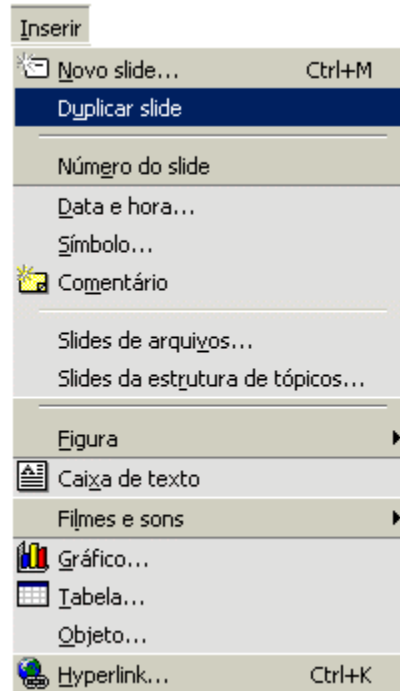 Inserir
Novo slide... Ctrl+M
Duplicar slide
Número do slide
Data e hora...
Símbolo...
Comentário
Slides de arquivos...
Slides da estrutura de tópicos...
Figura
Caixa de texto
Filmes e sons
Gráfico...
Tabela...
Objeto...
Hyperlink... Ctrl+K